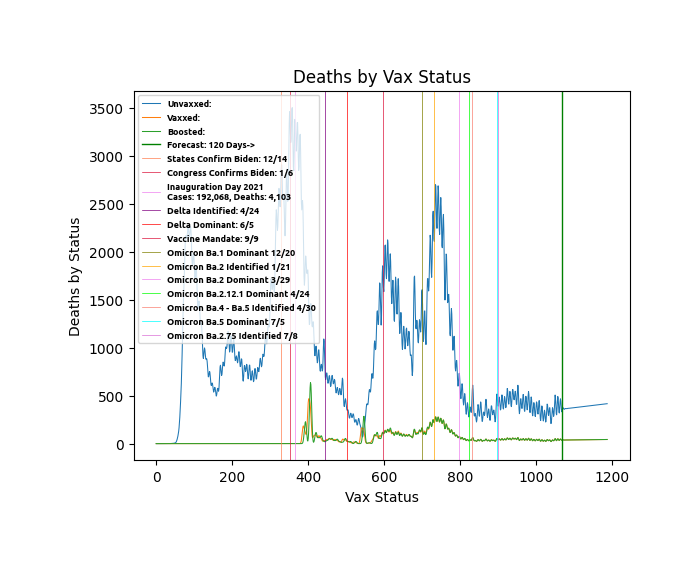 Deaths by Vax Status
Deaths by Status
3500
3000
2500
2000
1500
1000
500
0
Unvaxxed:
Vaxxed:
Boosted:
Forecast: 120 Days->
States Confirm Biden: 12/14
Congress Confirms Biden: 1/6
Inauguration Day 2021
Cases: 192,068, Deaths: 4,103
Delta Identified: 4/24
Delta Dominant: 6/5
Vaccine Mandate: 9/9
Omicron Ba.1 Dominant 12/20
Omicron Ba.2 Identified 1/21
Omicron Ba.2 Dominant 3/29
Omicron Ba.2.12.1 Dominant 4/24
Omicron Ba.4 - Ba.5 Identified 4/30
Omicron Ba.5 Dominant 7/5
Omicron Ba.2.75 Identified 7/8
0 200 400 600 800 1000 1200
Vax Status